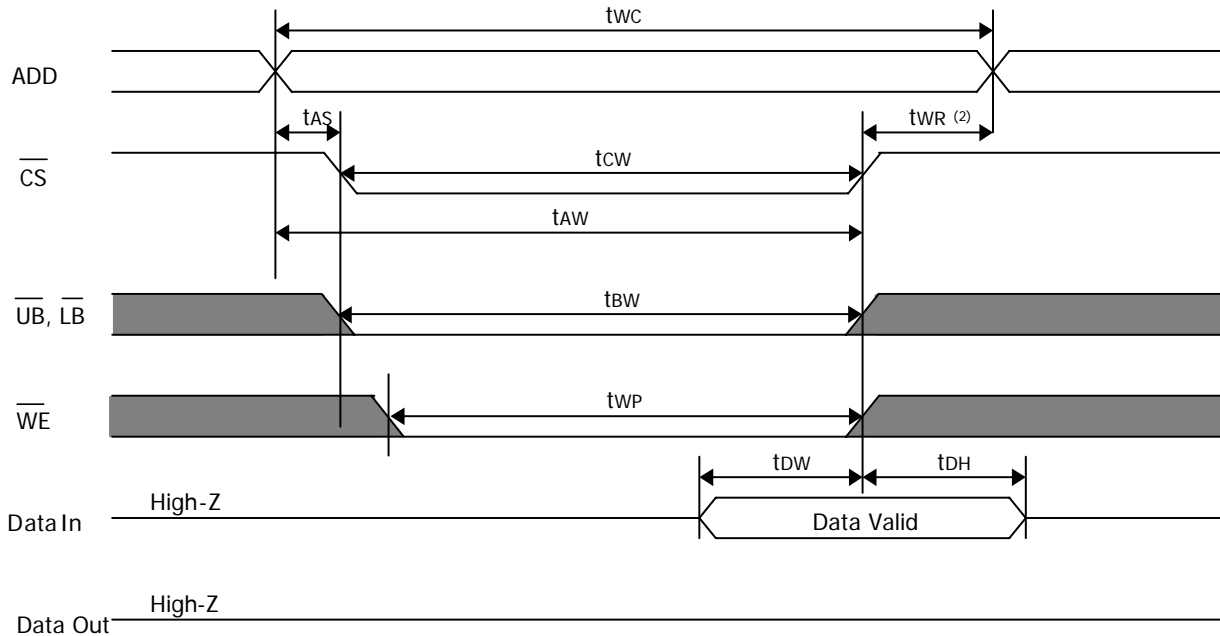 tWC
ADD
tAS
tWR (2)
CS
tCW
tAW
UB, LB
tBW
WE
tWP
tDW
tDH
High-Z
Data In
Data Valid
High-Z
Data Out